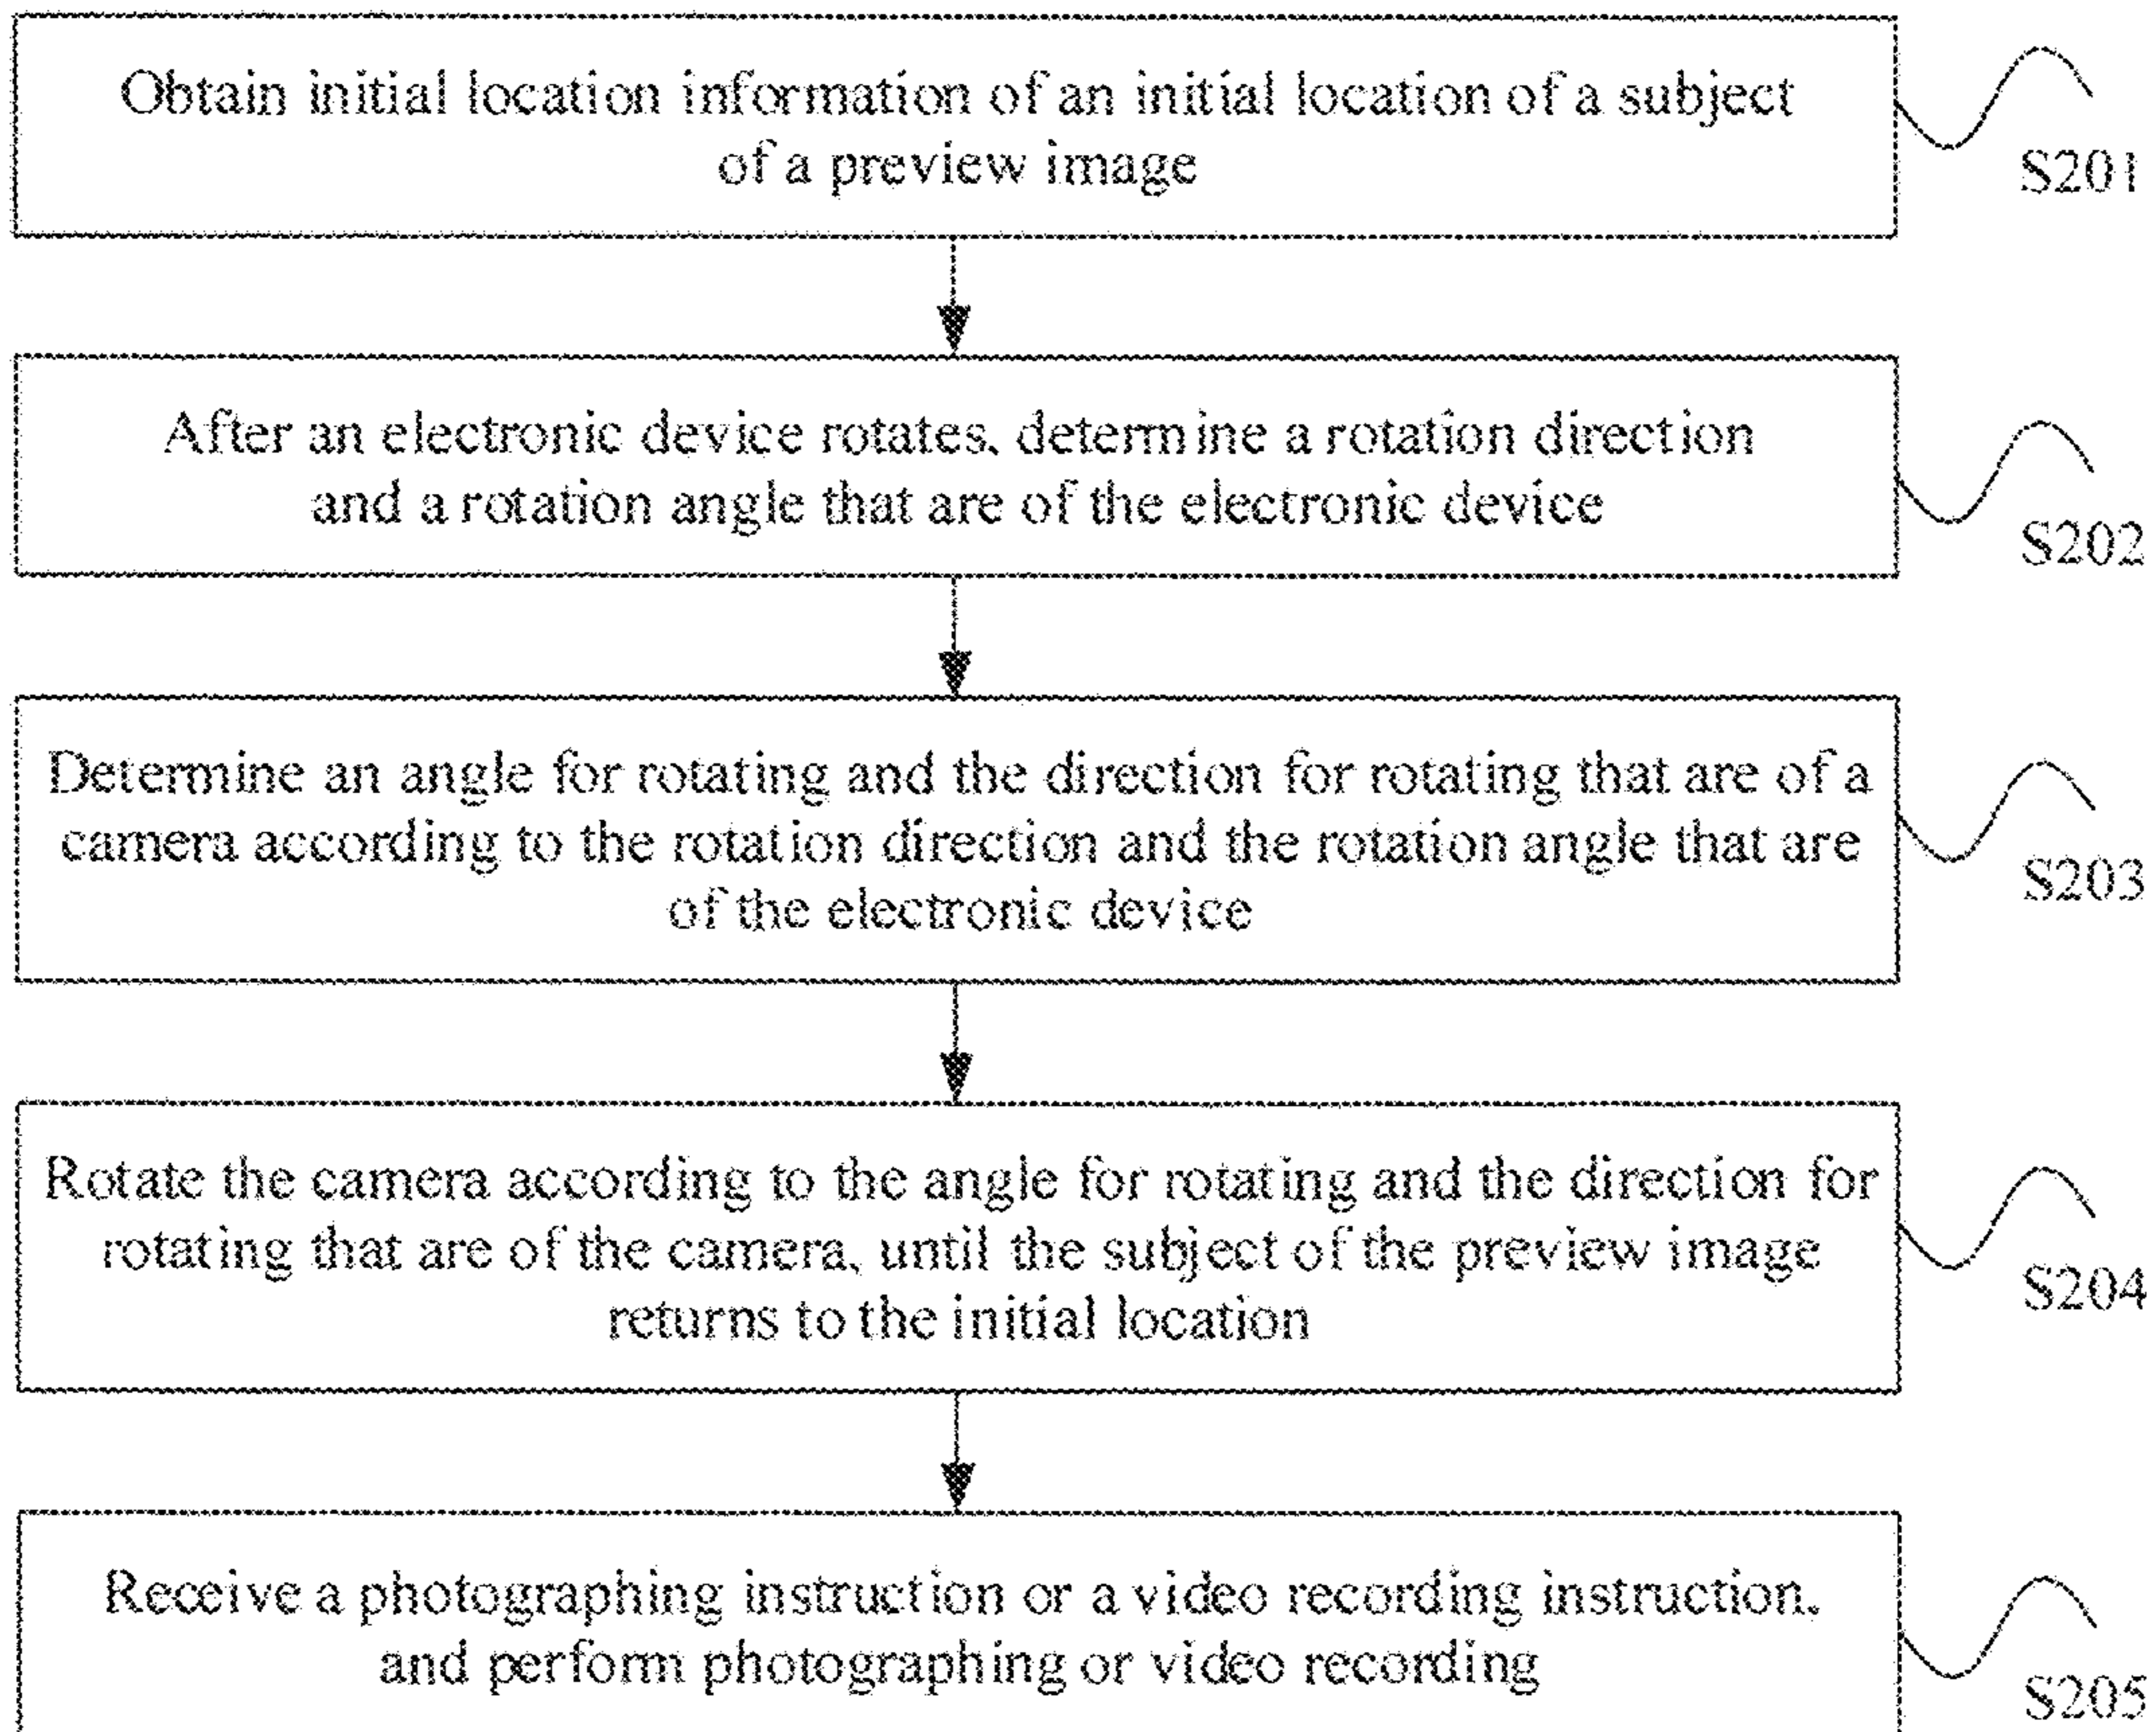 Obtain initial location information of an initial location of a subject
of a preview image
S201
After an electronic device rotates, determine a rotation direction
and a rotation angle that are of the electronic device
S202
Determine an angle for rotating and the direction for rotating that are of a
camera according to the rotation direction and the rotation angle that are
of the electronic device
S203
Rotate the camera according to the angle for rotating and the direction for
rotating that are of the camera, until the subject of the preview image
returns to the initial location
S204
Receive a photographing instruction or a video recording instruction,
and perform photographing or video recording
S205